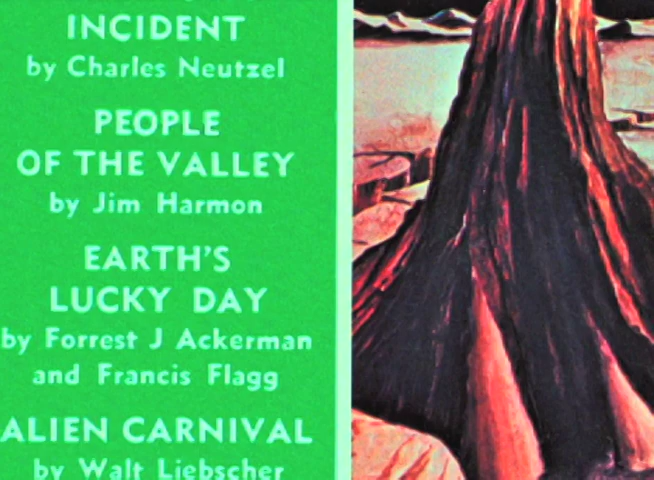 INCIDENT
by Charles Neutzel
PEOPLE
OF THE VALLEY
by Jim Harmon
EARTH'S
LUCKY DAY
by Forrest J Ackerman
and Francis Flagg
ALIEN CARNIVAL
by Walt Liebscher